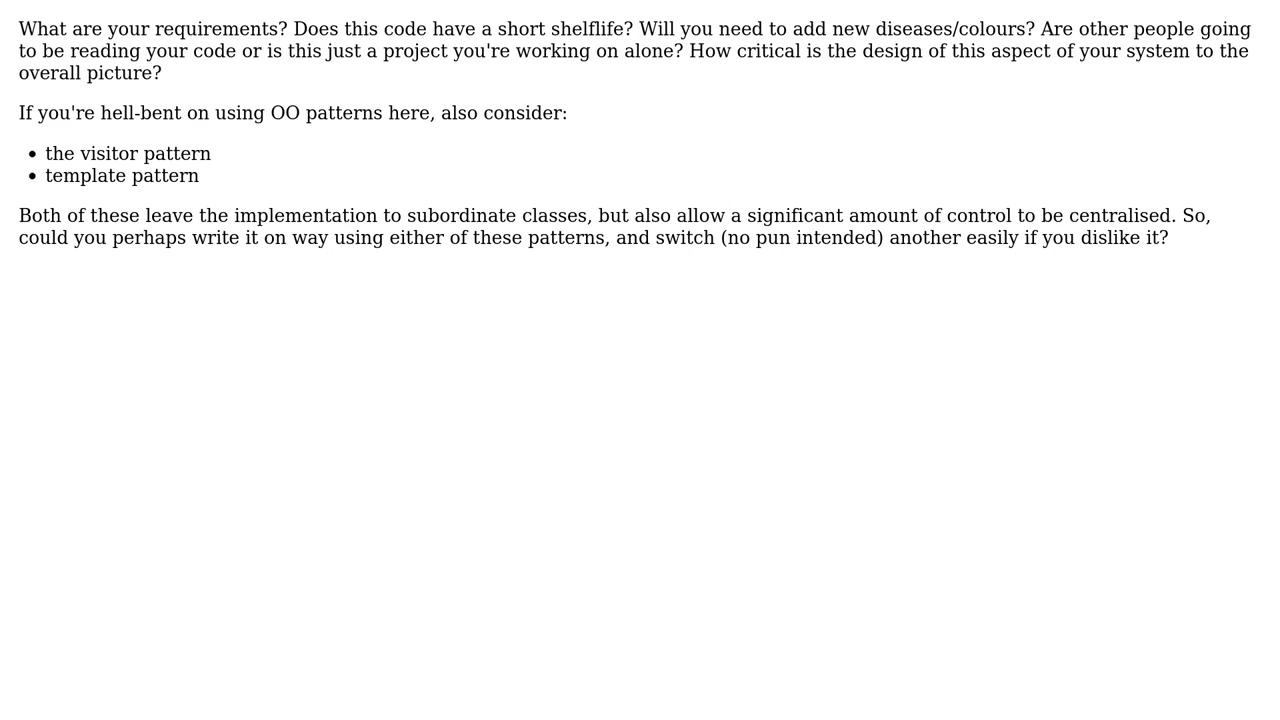 What are your requirements? Does this code have a short shelflife? Will you need to add new diseases/colours? Are other people going
to be reading your code or is this just a project you're working on alone? How critical is the design of this aspect of your system to the
overall picture?
If you're hell-bent on using OO patterns here, also consider:
• the visitor pattern
• template pattern
Both of these leave the implementation to subordinate classes, but also allow a significant amount of control to be centralised. So,
could you perhaps write it on way using either of these patterns, and switch (no pun intended) another easily if you dislike it?